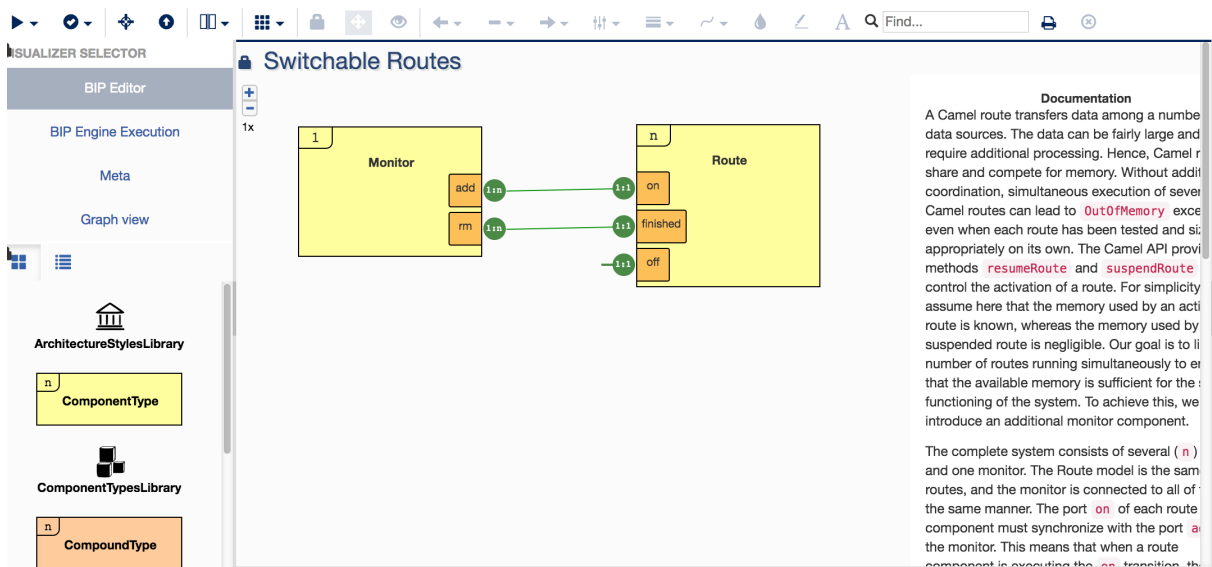 Find...
ISUALIZER SELECTOR
BIP Editor
BIP Engine Execution
Meta
Graph view
ArchitectureStylesLibrary
n
ComponentType
ComponentTypesLibrary
n
CompoundType
Switchable Routes
1x
1
Monitor
add
rm
1:n
1:n
n
Route
1:1
on
1:1
finished
1:1
off
Documentation
A Camel route transfers data among a numbe
data sources. The data can be fairly large and
require additional processing. Hence, Camel r
share and compete for memory. Without addit
coordination, simultaneous execution of sever
Camel routes can lead to OutOfMemory exce
even when each route has been tested and siz
appropriately on its own. The Camel API provi
methods resumeRoute and suspendRoute
control the activation of a route. For simplicity
assume here that the memory used by an acti
route is known, whereas the memory used by
suspended route is negligible. Our goal is to li
number of routes running simultaneously to en
that the available memory is sufficient for the
functioning of the system. To achieve this, we
introduce an additional monitor component.
The complete system consists of several ( n )
and one monitor. The Route model is the sam
routes, and the monitor is connected to all of
the same manner. The port on of each route
component must synchronize with the port a
the monitor. This means that when a route
component is executing the on transition, th